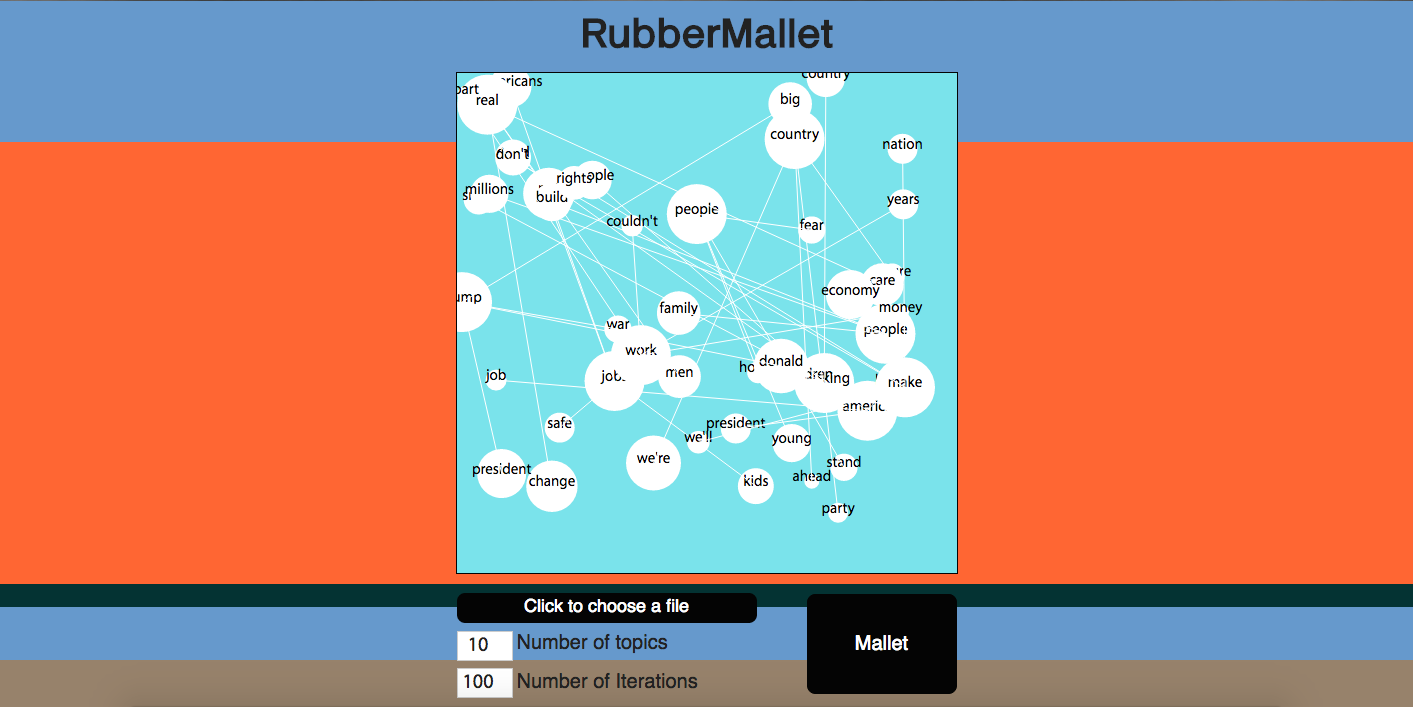 RubberMallet
country
ricans
part
real
big
country
nation
don't
rights
ople
millions
build
years
people
couldn't
fear
care
re
economy
ump
money
family
war
people
work
donald
ho
job
job
men
dren
king
make
americ
safe
president
we'll
young
we're
stand
president
ahead
change
kids
party
Click to choose a file
10 Number of topics
Mallet
100 Number of Iterations